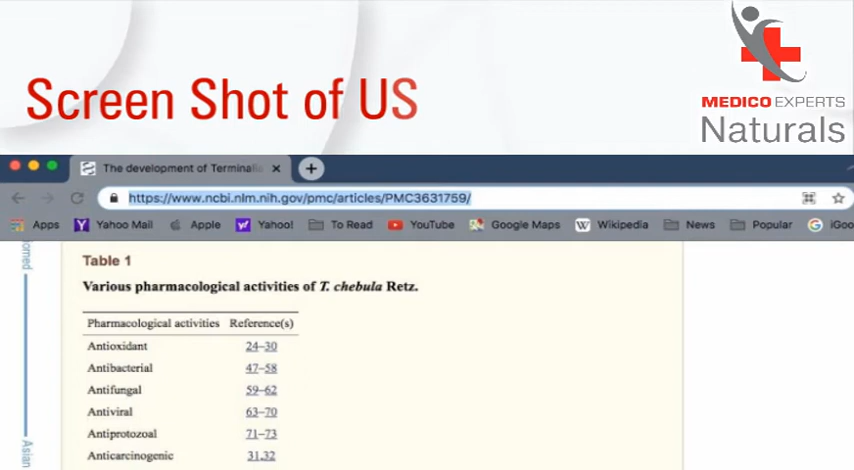 MEDICO EXPERTS
Naturals
Screen Shot of US
The development of Terminalia
https://www.ncbi.nlm.nih.gov/pmc/articles/PMC3631759/
Apps Yahoo Mail Apple Yahoo! To Read YouTube Google Maps Wikipedia News Popular iGoo
Table 1
Various pharmacological activities of T. chebula Retz.
Pharmacological activities Reference(s)
Antioxidant 24–30
Antibacterial 47–58
Antifungal 59–62
Antiviral 63–70
Antiprotozoal 71–73
Anticarcinogenic 31,32
Asian
omed